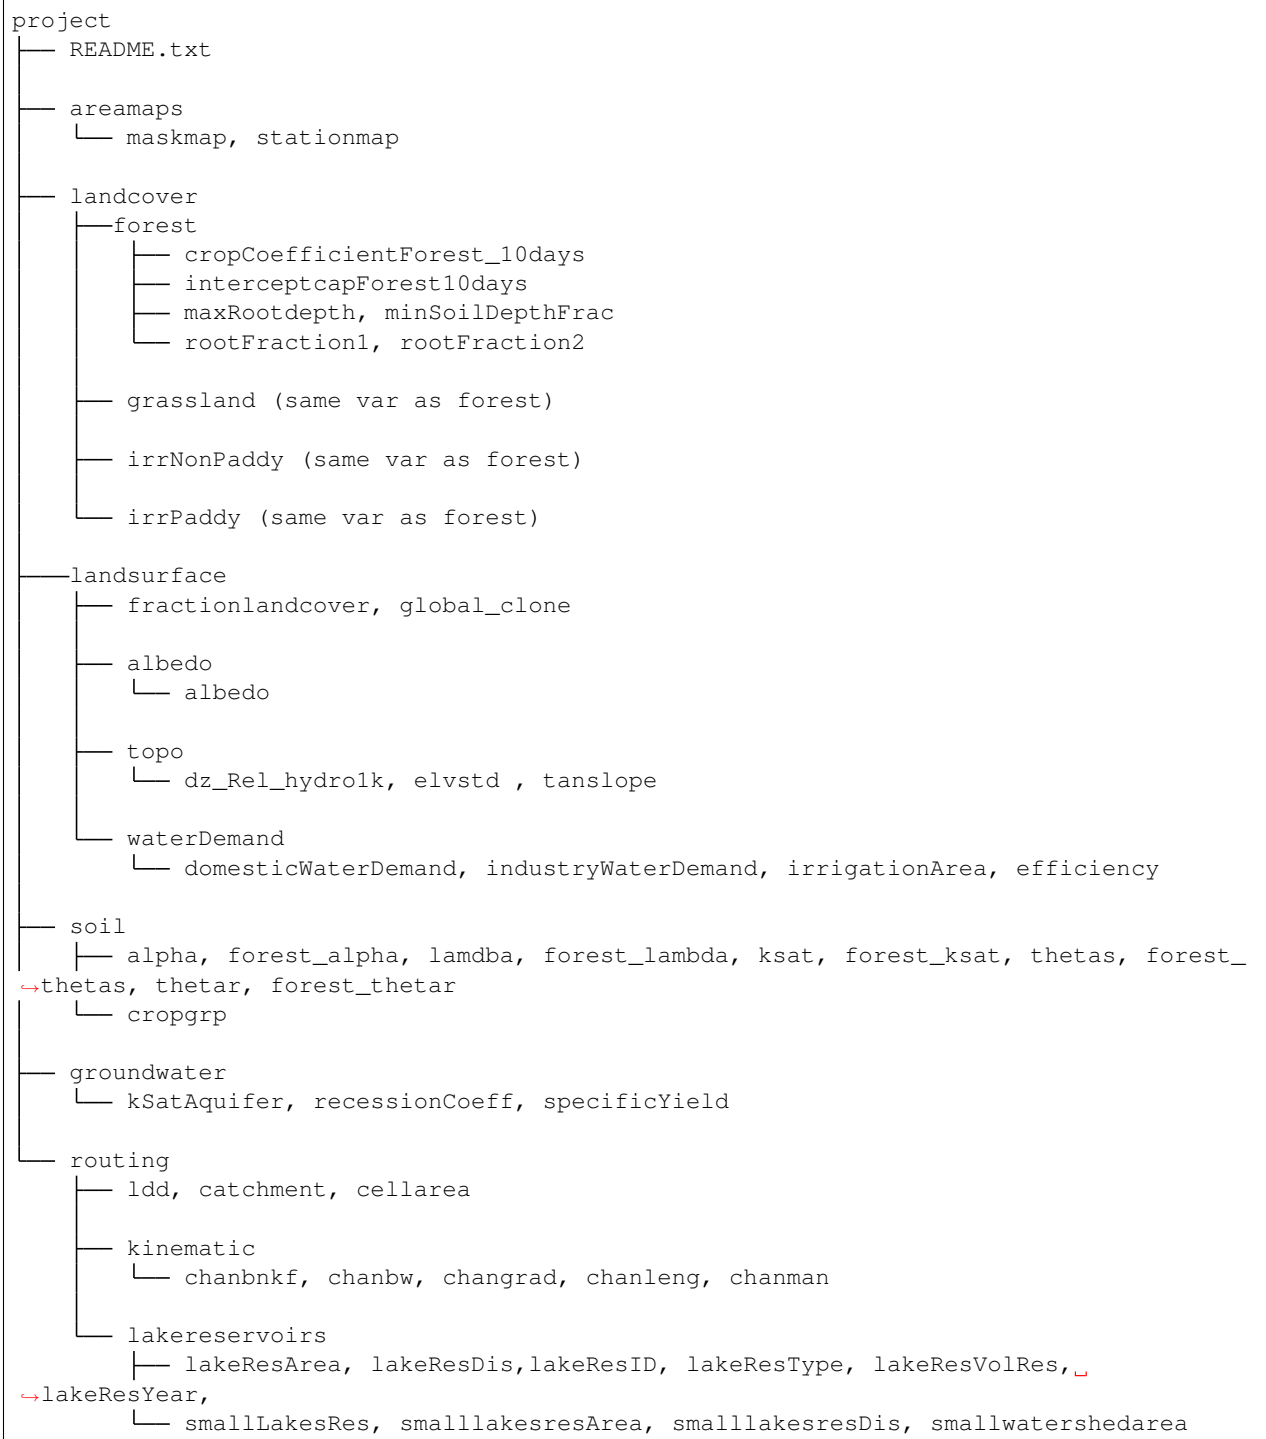 project
├── README.txt
├── areamaps
│   └── maskmap, stationmap
├── landcover
│   ├──forest
│   │   ├── cropCoefficientForest_10days
│   │   ├── interceptcapForest10days
│   │   ├── maxRootdepth, minSoilDepthFrac
│   │   └── rootFraction1, rootFraction2
│   ├── grassland (same var as forest)
│   ├── irrNonPaddy (same var as forest)
│   └── irrPaddy (same var as forest)
├───landsurface
│   ├── fractionlandcover, global_clone
│   ├── albedo
│   │   └── albedo
│   ├── topo
│   │   └── dz_Rel_hydro1k, elvstd , tanslope
│   └── waterDemand
│       └── domesticWaterDemand, industryWaterDemand, irrigationArea, efficiency
├── soil
│   ├── alpha, forest_alpha, lamdba, forest_lambda, ksat, forest_ksat, thetas, forest_
↪thetas, thetar, forest_thetar
│   └── cropgrp
├── groundwater
│   └── kSatAquifer, recessionCoeff, specificYield
└── routing
    ├── ldd, catchment, cellarea
    ├── kinematic
    │   └── chanbnkf, chanbw, changrad, chanleng, chanman
    └── lakereservoirs
        ├── lakeResArea, lakeResDis,lakeResID, lakeResType, lakeResVolRes,␣
↪lakeResYear,
        └── smallLakesRes, smalllakesresArea, smalllakesresDis, smallwatershedarea